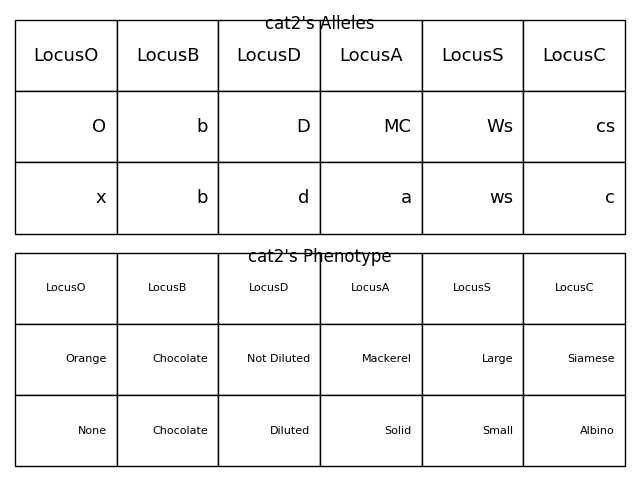 cat2's Alleles
LocusO LocusB LocusD LocusA LocusS LocusC
O b D MC Ws cs
x b d a ws c
cat2's Phenotype
LocusO LocusB LocusD LocusA LocusS LocusC
Orange Chocolate Not Diluted Mackerel Large Siamese
None Chocolate Diluted Solid Small Albino